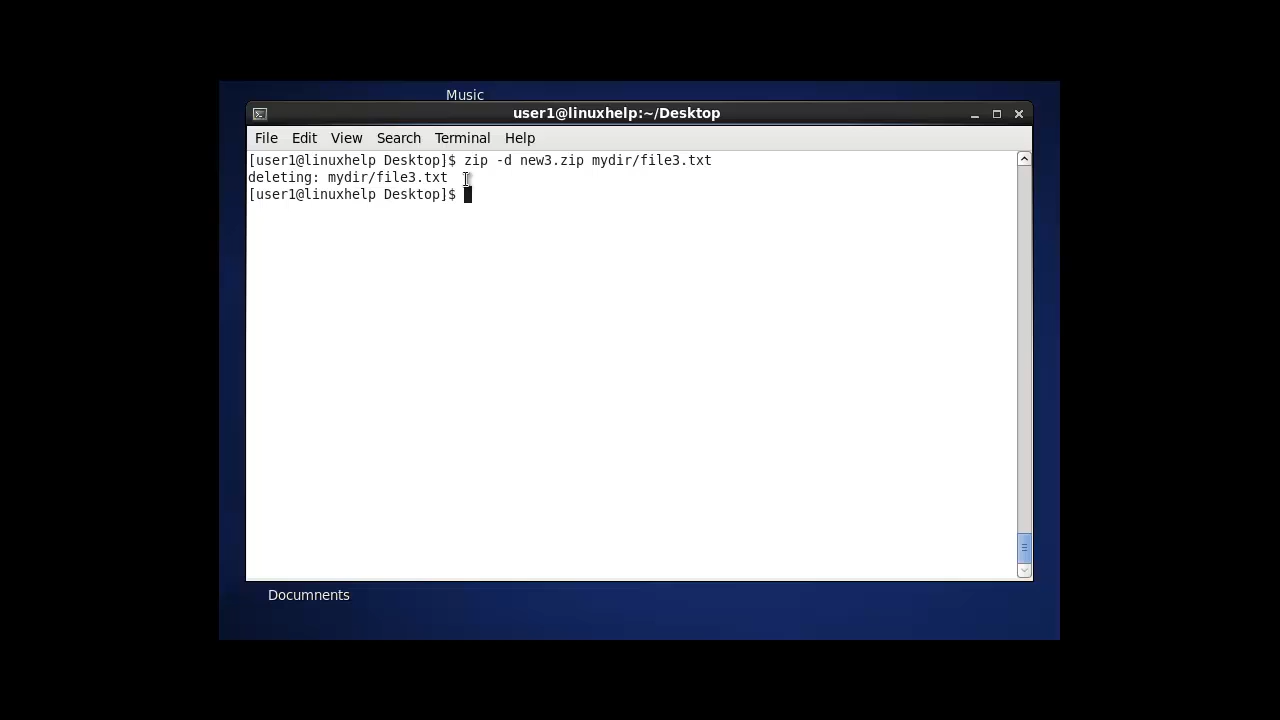 Music
user1@linuxhelp:~/Desktop
File Edit View Search Terminal Help
[user1@linuxhelp Desktop]$ zip -d new3.zip mydir/file3.txt
deleting: mydir/file3.txt
[user1@linuxhelp Desktop]$
Documnents